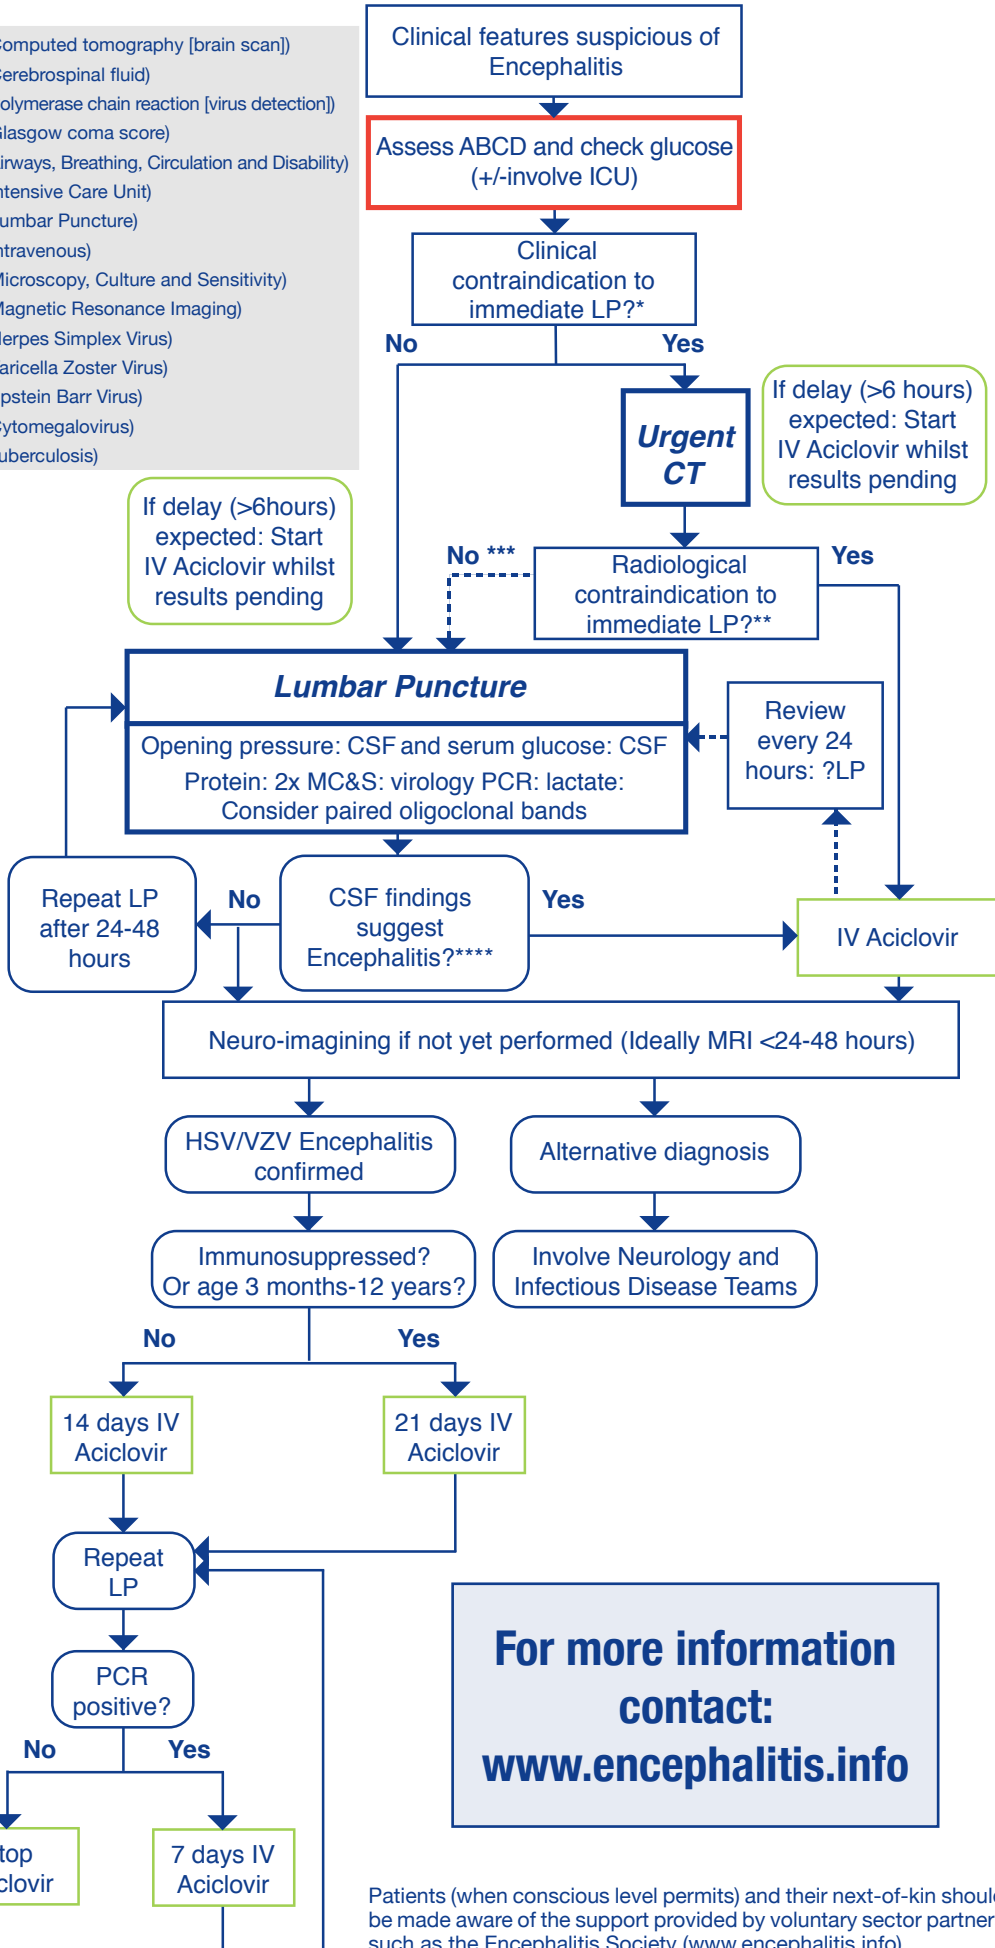 omputed tomography [brain scan])
erebrospinal fluid)
olymerase chain reaction [virus detection])
lasgow coma score)
irways, Breathing, Circulation and Disability)
ntensive Care Unit)
umbar Puncture)
ntravenous)
icroscopy, Culture and Sensitivity)
agnetic Resonance Imaging)
erpes Simplex Virus)
aricella Zoster Virus)
pstein Barr Virus)
ytomegalovirus)
uberculosis)
Clinical features suspicious of
Encephalitis
Assess ABCD and check glucose
(+/-involve ICU)
Clinical
contraindication to
immediate LP?*
No
Yes
Urgent
CT
If delay (>6 hours)
expected: Start
IV Aciclovir whilst
results pending
If delay (>6hours)
expected: Start
IV Aciclovir whilst
results pending
No ***
Radiological
contraindication to
immediate LP?**
Yes
Lumbar Puncture
Opening pressure: CSF and serum glucose: CSF
Protein: 2x MC&S: virology PCR: lactate:
Consider paired oligoclonal bands
Review
every 24
hours: ?LP
Repeat LP
after 24-48
hours
No
CSF findings
suggest
Encephalitis?****
Yes
IV Aciclovir
Neuro-imagining if not yet performed (Ideally MRI <24-48 hours)
HSV/VZV Encephalitis
confirmed
Alternative diagnosis
Immunosuppressed?
Or age 3 months-12 years?
Involve Neurology and
Infectious Disease Teams
No
Yes
14 days IV
Aciclovir
21 days IV
Aciclovir
Repeat
LP
PCR
positive?
No
Yes
top
clovir
7 days IV
Aciclovir
For more information
contact:
www.encephalitis.info
Patients (when conscious level permits) and their next-of-kin should
be made aware of the support provided by voluntary sector partner
such as the Encephalitis Society (www.encephalitis.info)